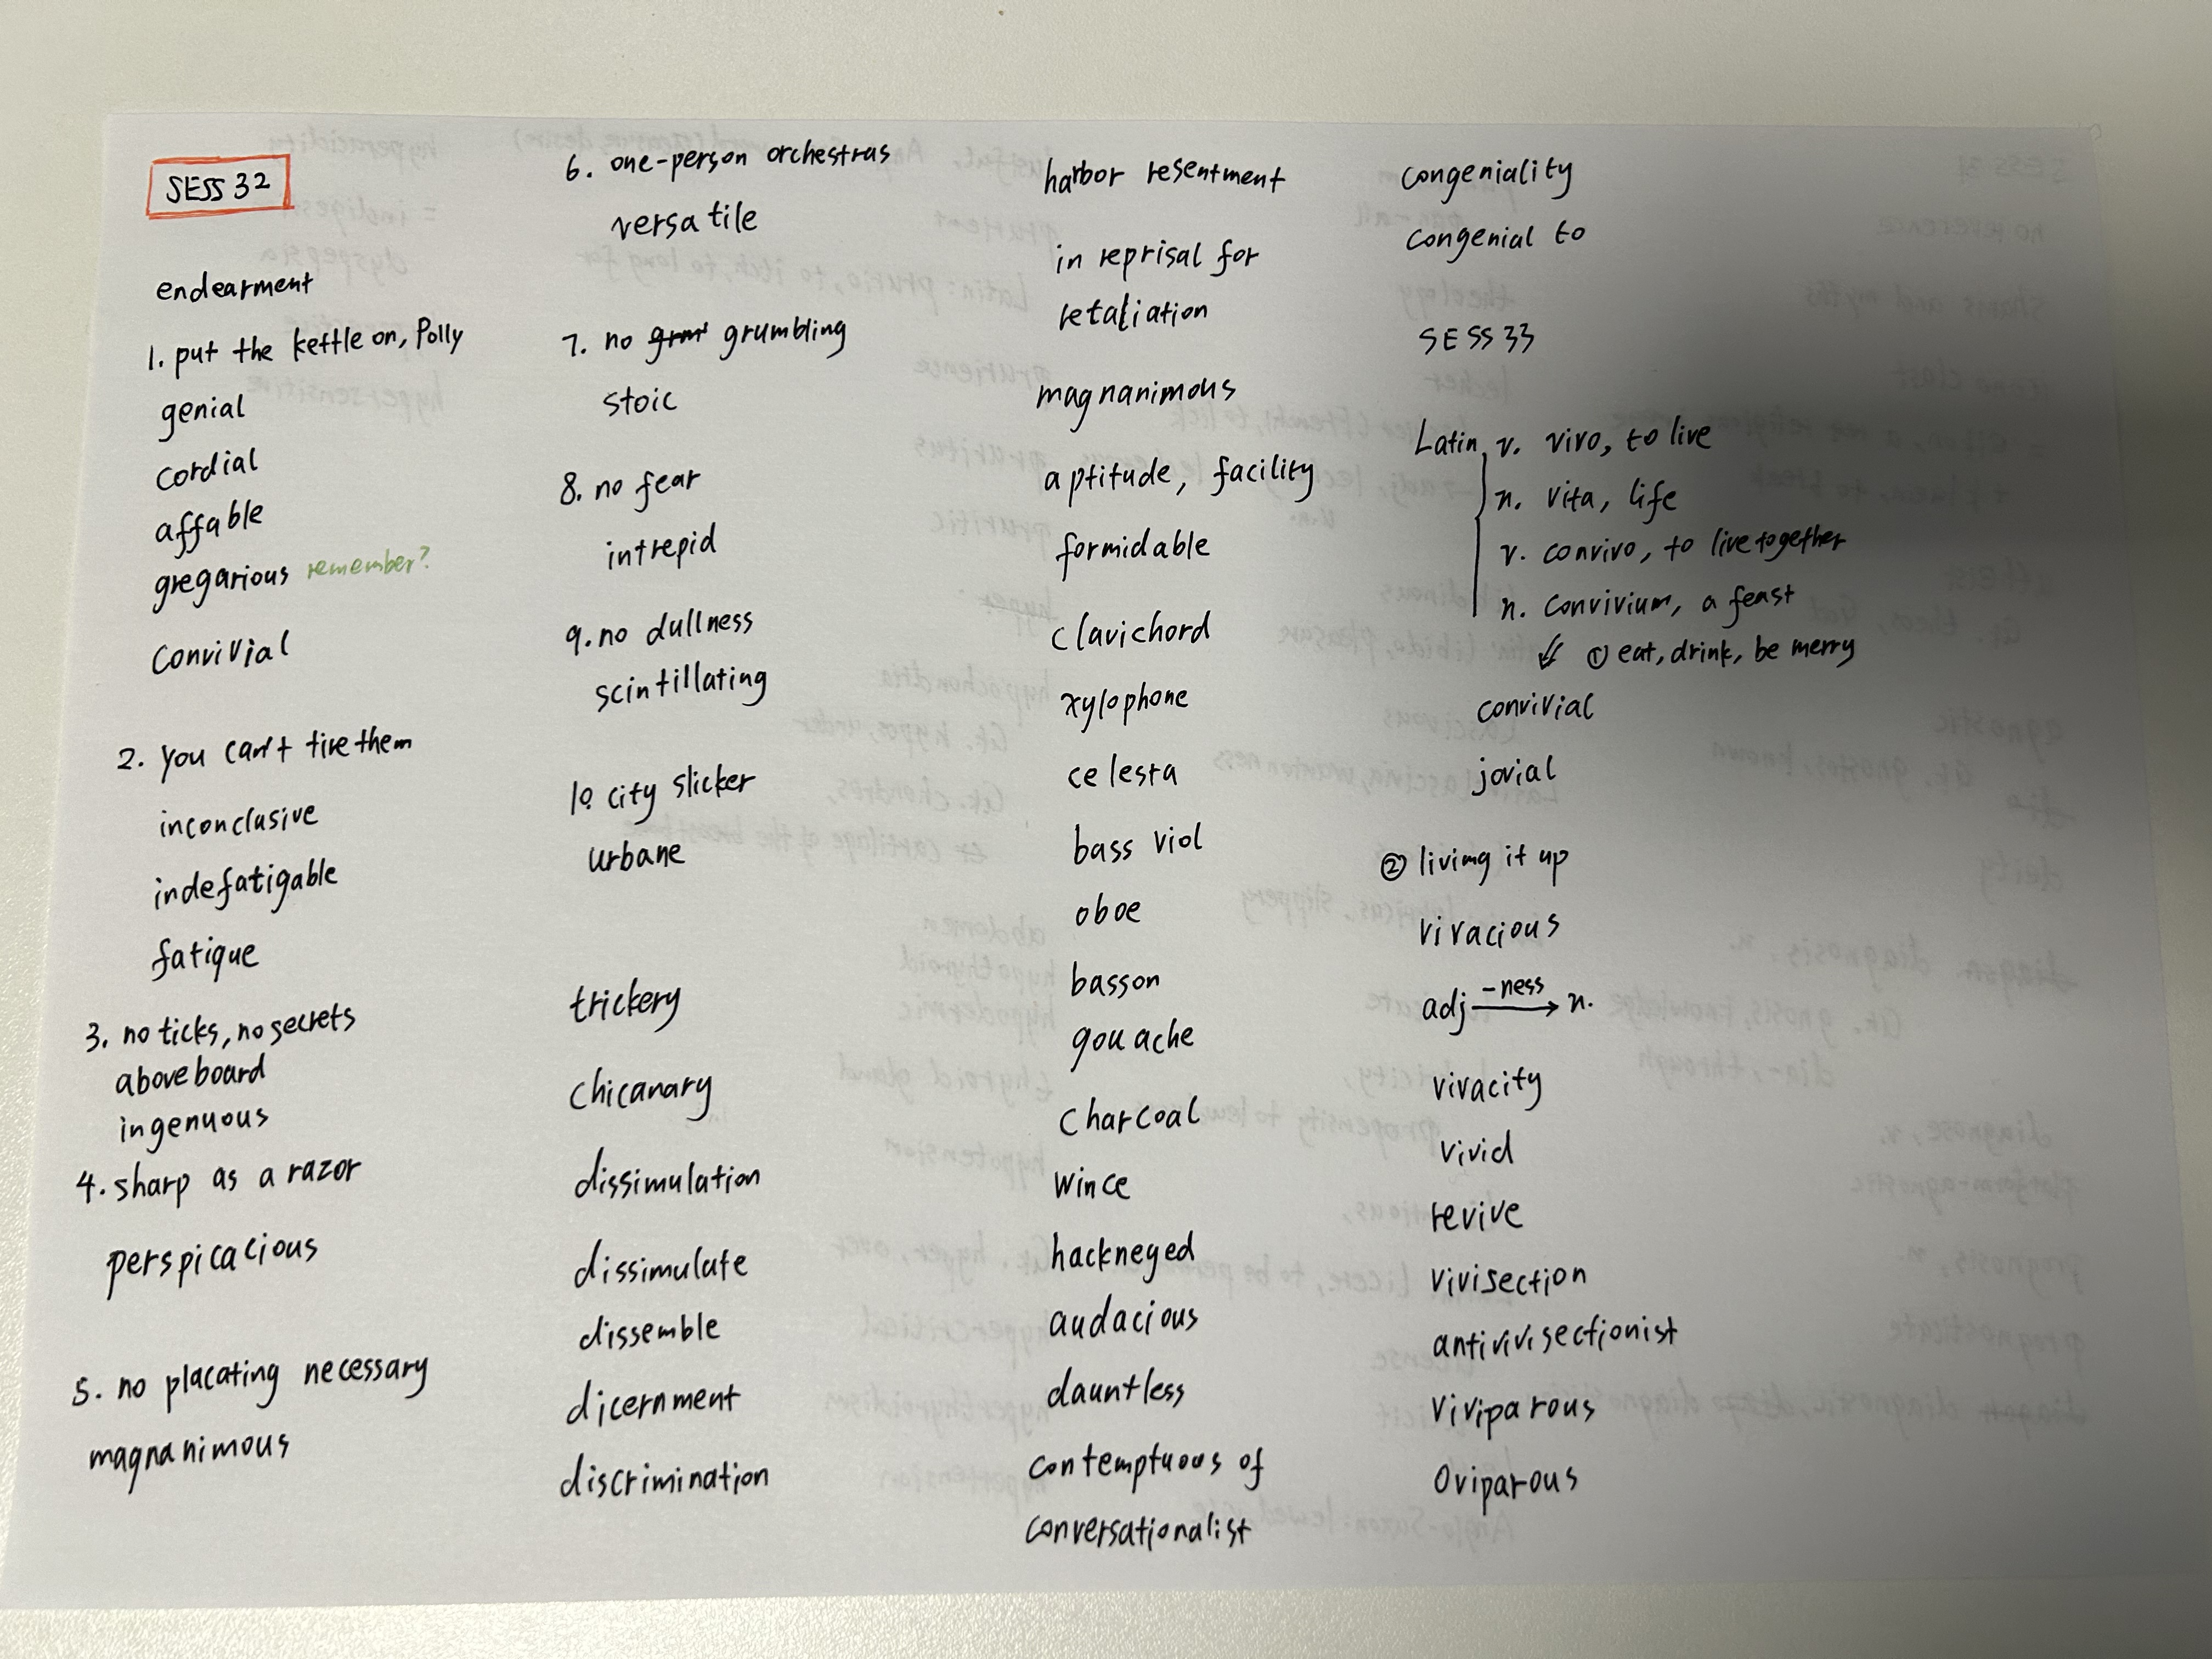 SESS 32
endearment
1. put the kettle on, Polly
genial
cordial
affable
gregarious remember?
convivial
2. you can't tire them
inconclusive
indefatigable
fatique
3. no ticks, no secrets
aboveboard
ingenuous
4. sharp as a razor
perspicacious
5. no placating necessary
magnanimous
6. one-person orchestras
versatile
7. no grumbling
stoic
8. no fear
intrepid
9. no dullness
scintillating
10. city slicker
urbane
trickery
chicanary
dissimulation
dissimulate
dissemble
dicernment
discrimination
harbor resentment
in reprisal for
retaliation
magnanimous
aptitude, facility
formidable
clavichord
xylophone
celesta
bass viol
oboe
basson
gouache
charcoal
wince
hackneyed
audacious
dauntless
contemptuous of
conversationalist
congeniality
congenial to
SESS 33
Latin v. vivo, to live
n. vita, life
v. convivo, to live together
n. convivium, a feast
① eat, drink, be merry
convivial
jovial
② living it up
vivacious
adj -ness → n.
vivacity
vivid
revive
vivisection
antivivisectionist
viviparous
oviparous